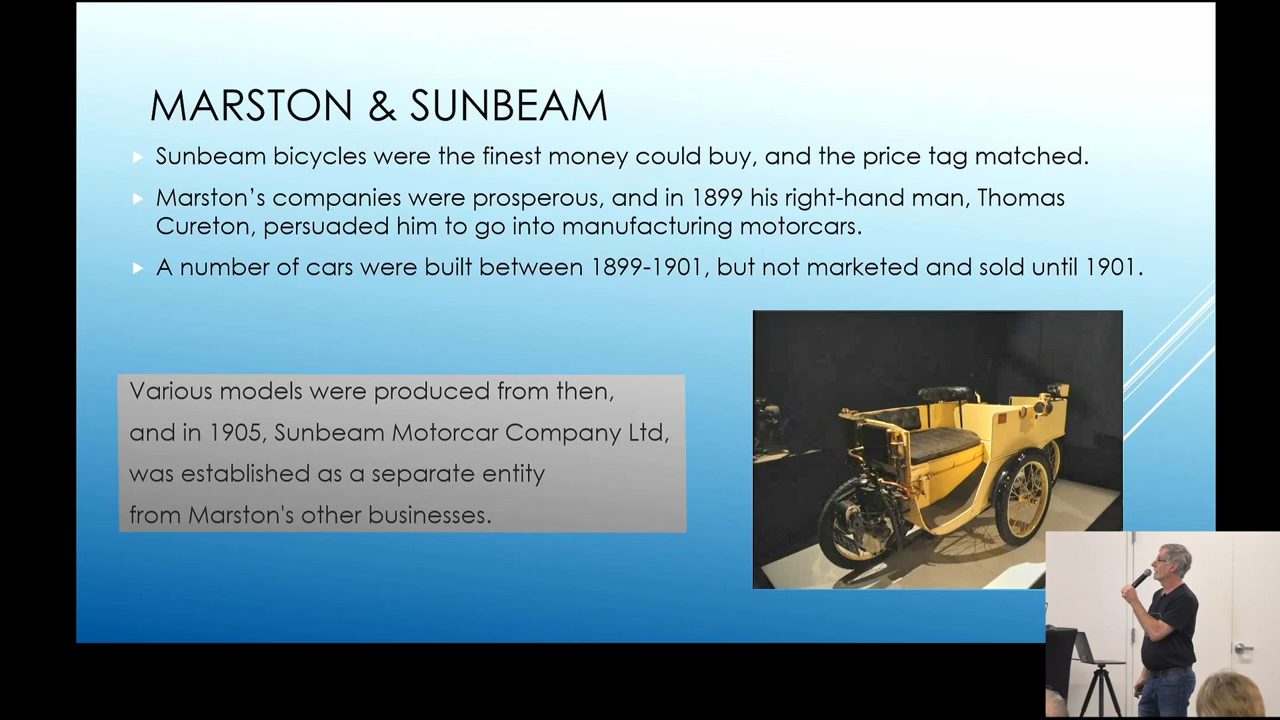 MARSTON & SUNBEAM
Sunbeam bicycles were the finest money could buy, and the price tag matched.
Marston’s companies were prosperous, and in 1899 his right-hand man, Thomas
Cureton, persuaded him to go into manufacturing motorcars.
A number of cars were built between 1899-1901, but not marketed and sold until 1901.
Various models were produced from then,
and in 1905, Sunbeam Motorcar Company Ltd,
was established as a separate entity
from Marston's other businesses.